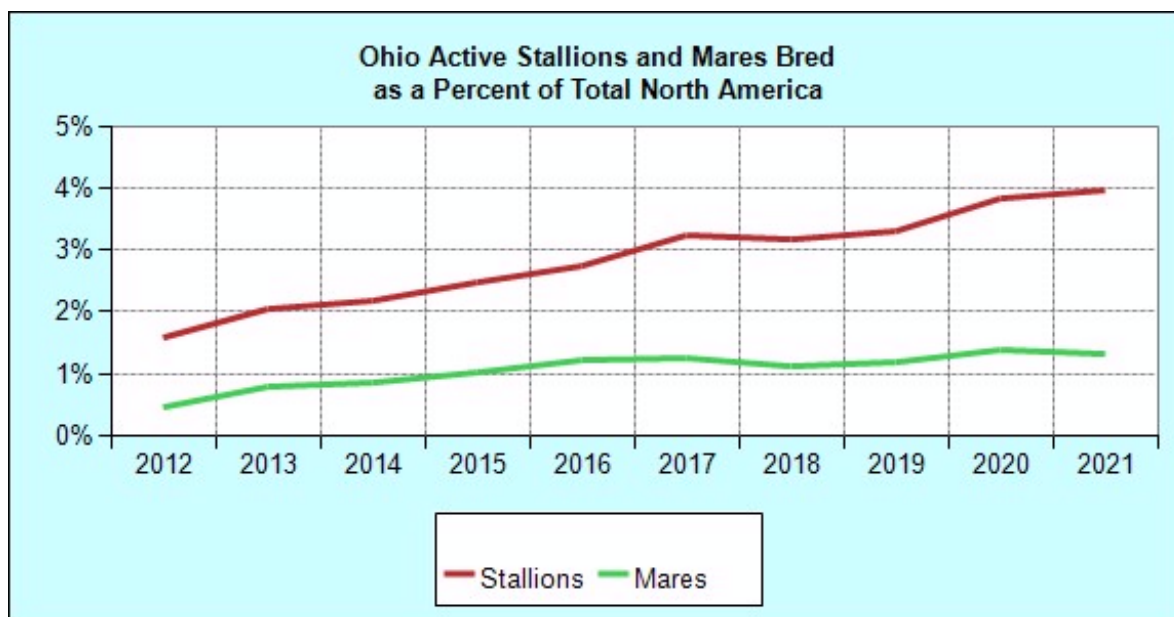 Ohio Active Stallions and Mares Bred
as a Percent of Total North America
5%
4%
3%
2%
1%
0%
2012 2013 2014 2015 2016 2017 2018 2019 2020 2021
Stallions Mares